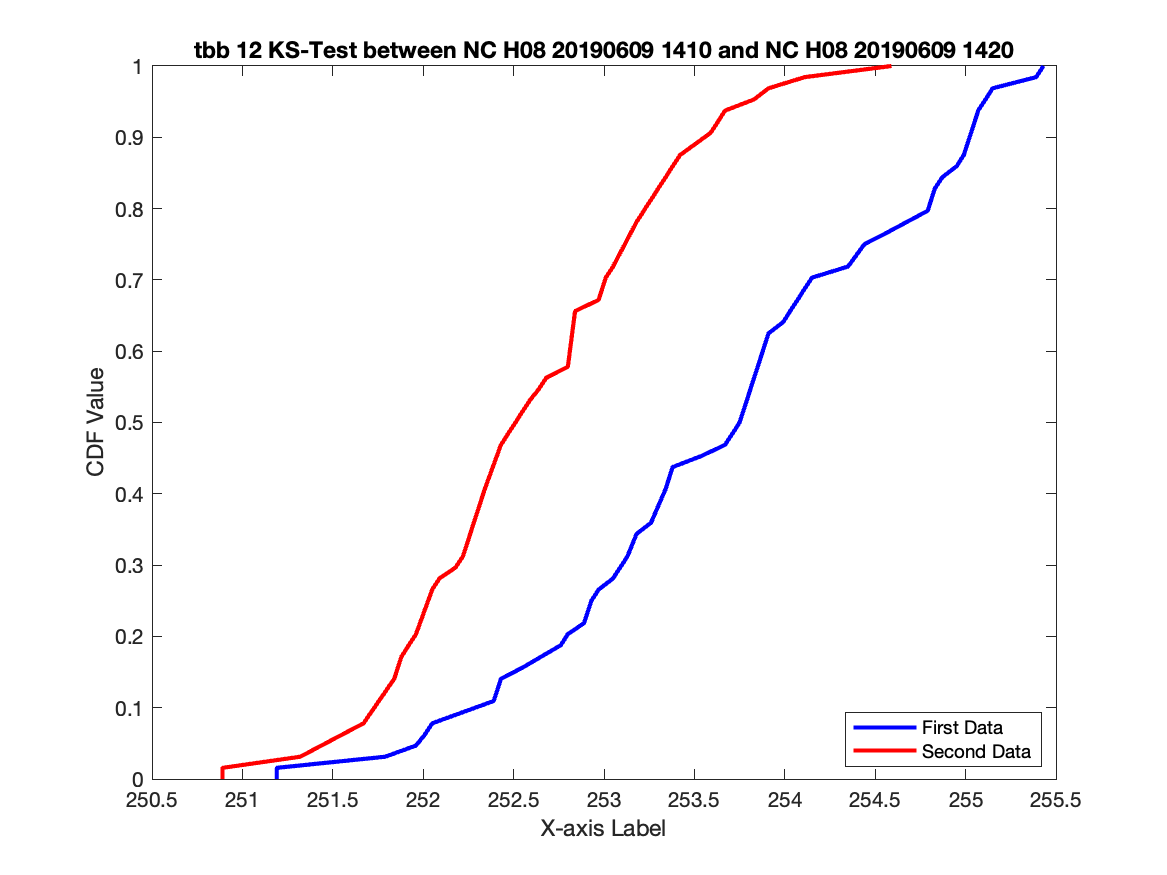 tbb 12 KS-Test between NC H08 20190609 1410 and NC H08 20190609 1420
1
0.9
0.8
0.7
0.6
0.5
0.4
0.3
0.2
0.1
0
CDF Value
First Data
Second Data
250.5 251 251.5 252 252.5 253 253.5 254 254.5 255 255.5
X-axis Label